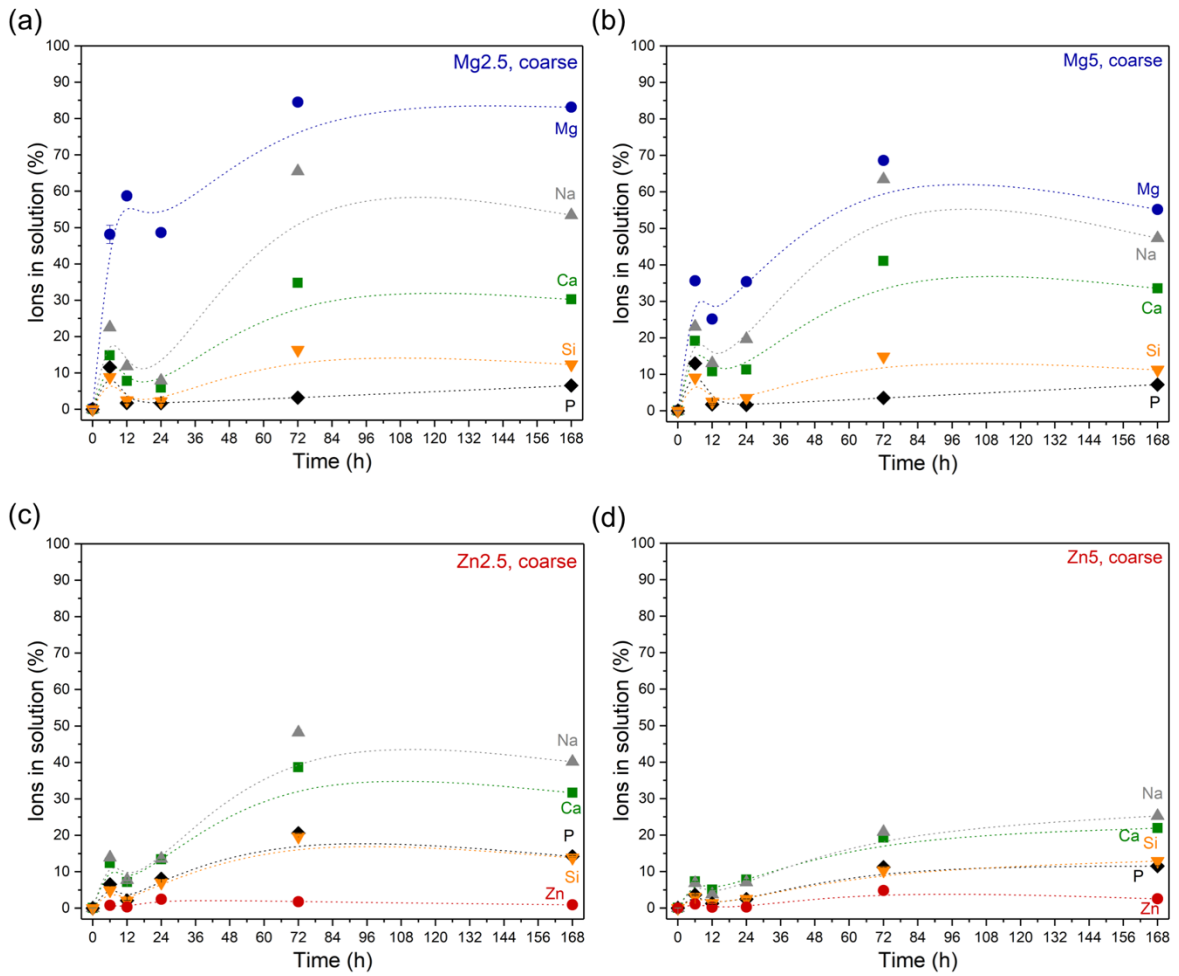 (a)
Mg2.5, coarse
Ions in solution (%)
100
90
80
70
60
50
40
30
20
10
0
Mg
Na
Ca
Si
P
0 12 24 36 48 60 72 84 96 108 120 132 144 156 168
Time (h)
(b)
Mg5, coarse
Ions in solution (%)
100
90
80
70
60
50
40
30
20
10
0
Mg
Na
Ca
Si
P
0 12 24 36 48 60 72 84 96 108 120 132 144 156 168
Time (h)
(c)
Zn2.5, coarse
Ions in solution (%)
100
90
80
70
60
50
40
30
20
10
0
Na
Ca
P
Si
Zn
0 12 24 36 48 60 72 84 96 108 120 132 144 156 168
Time (h)
(d)
Zn5, coarse
Ions in solution (%)
100
90
80
70
60
50
40
30
20
10
0
Na
Ca
Si
P
Zn
0 12 24 36 48 60 72 84 96 108 120 132 144 156 168
Time (h)